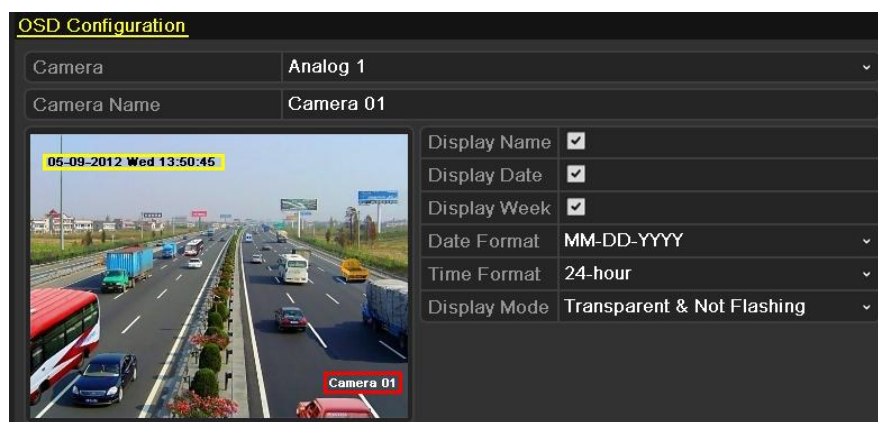 OSD Configuration
Camera Analog 1
Camera Name Camera 01
05-09-2012 Wed 13:50:45
Camera 01
Display Name
Display Date
Display Week
Date Format MM-DD-YYYY
Time Format 24-hour
Display Mode Transparent & Not Flashing